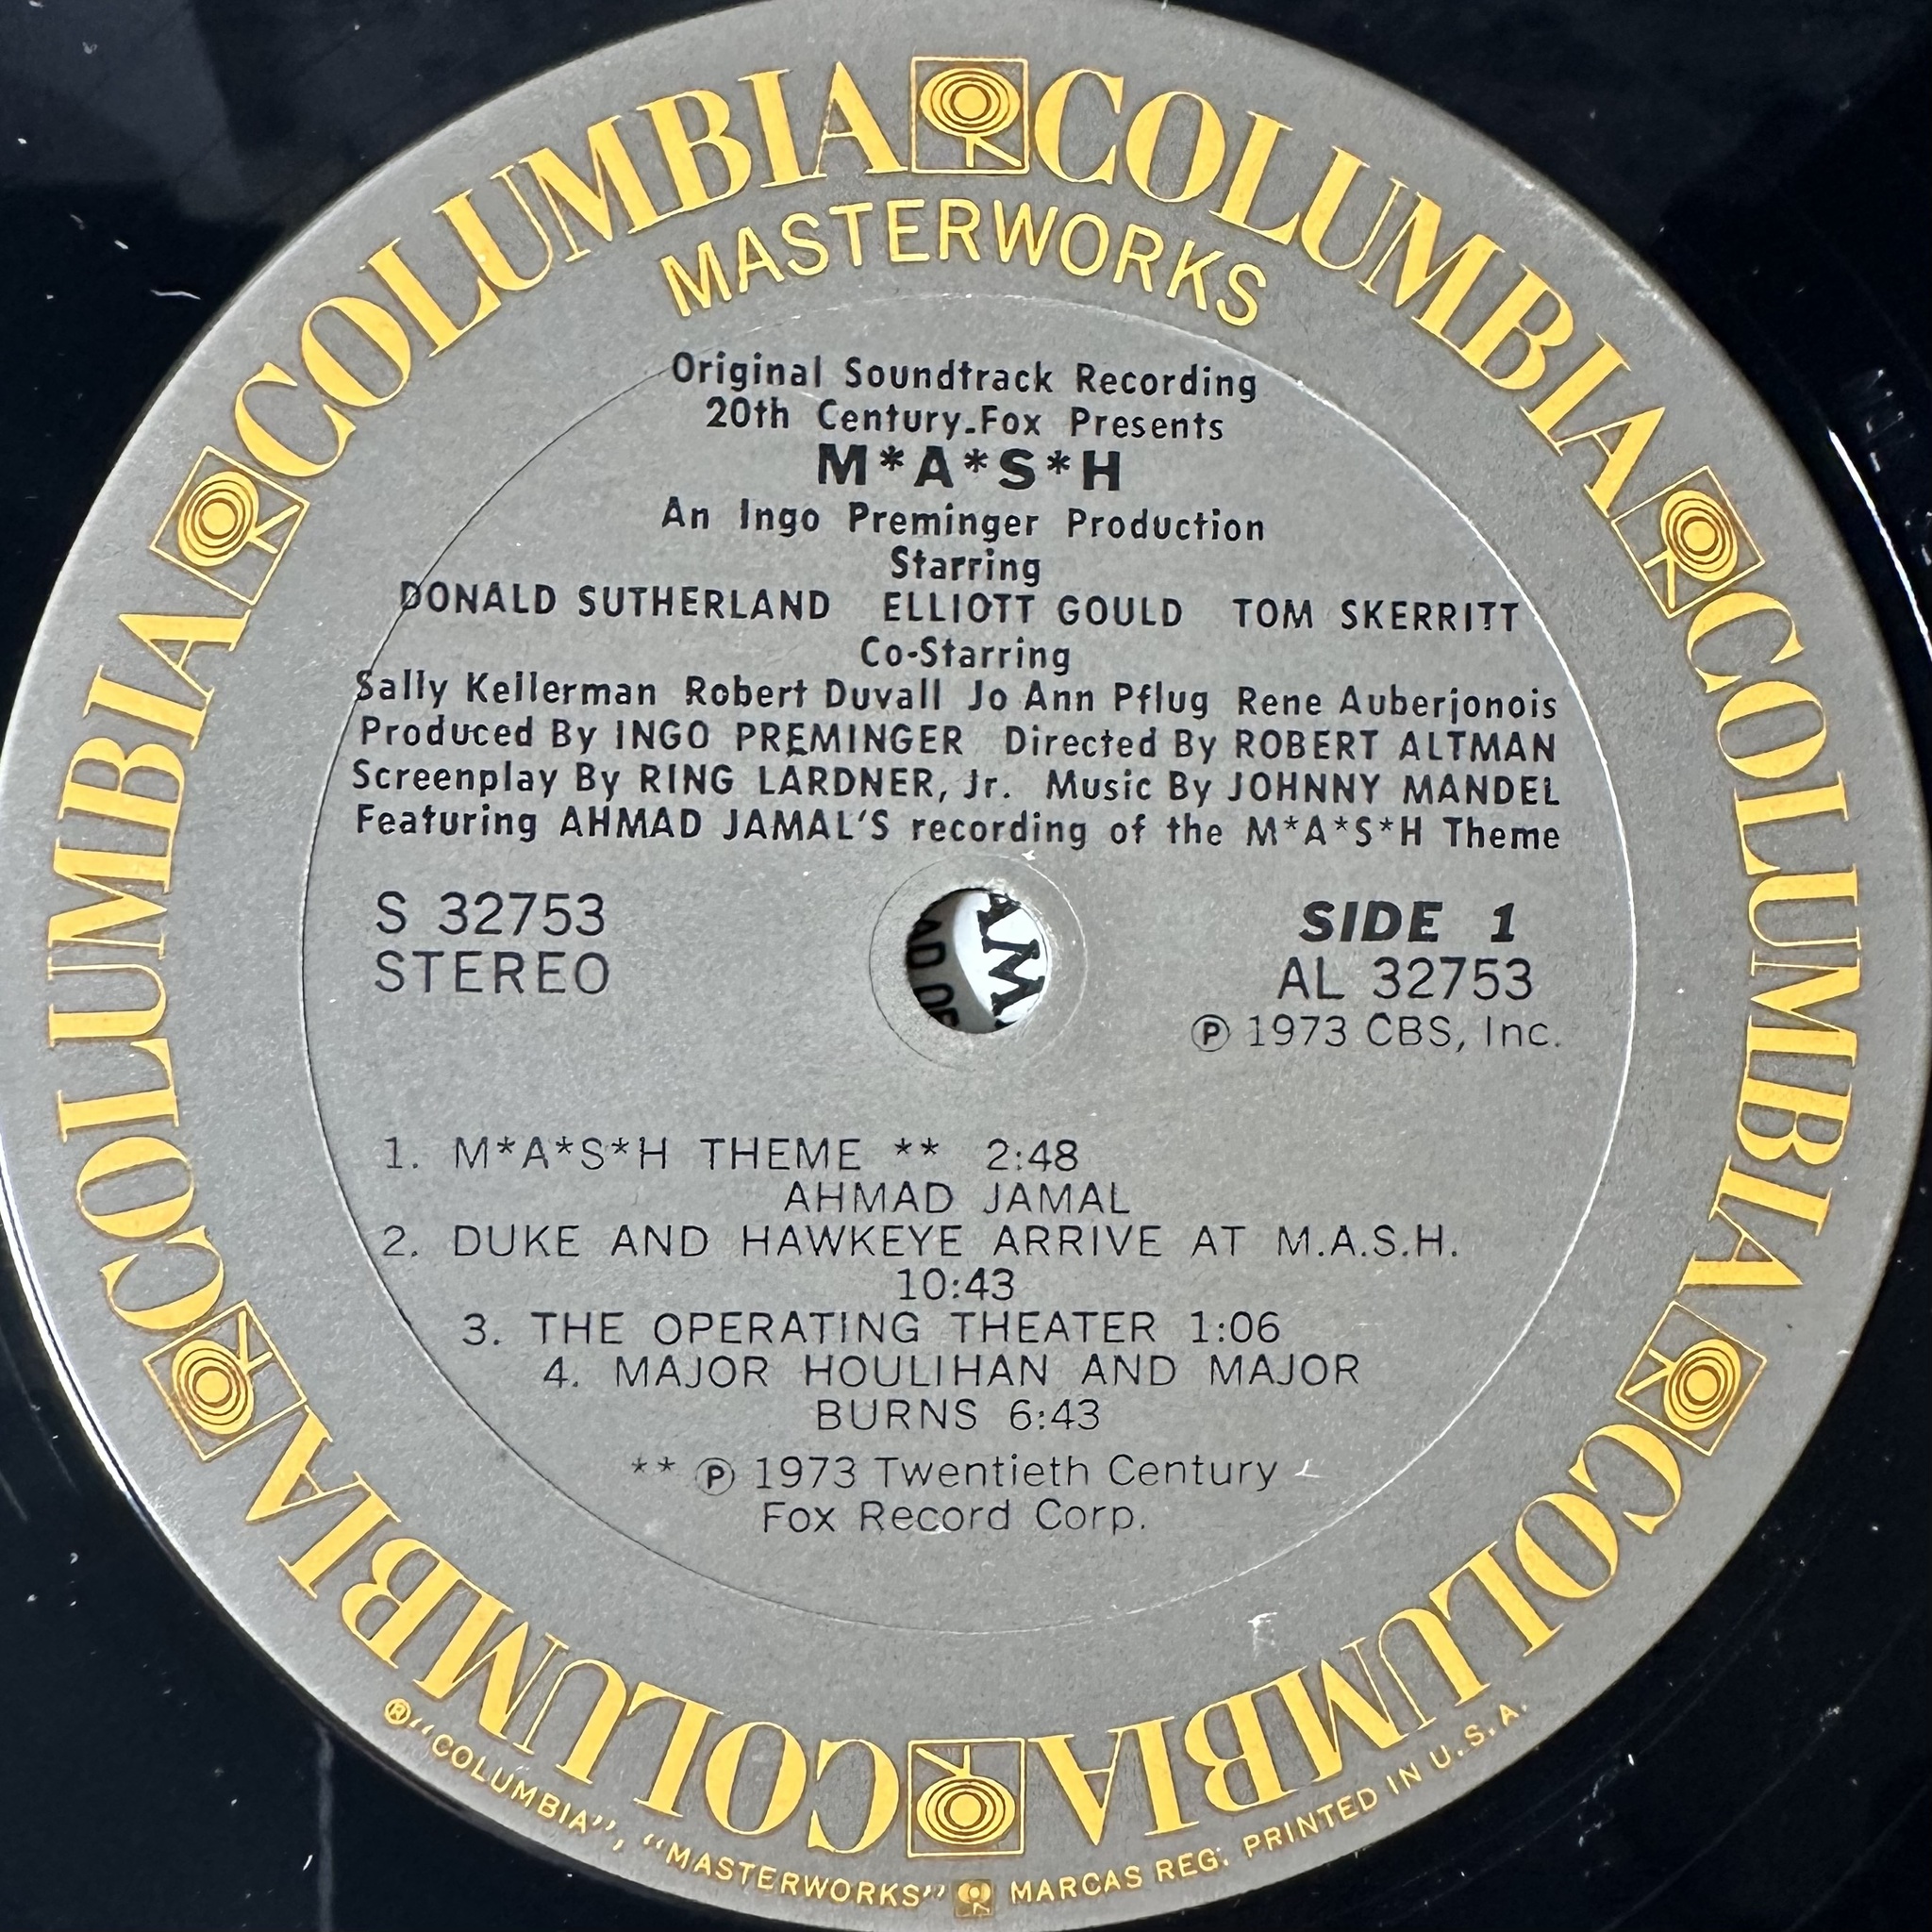 COLUMBIA COLUMBIA COLUMBIA COLUMBIA COLUMBIA COLUMBIA
MASTERWORKS
Original Soundtrack Recording
20th Century-Fox Presents
M*A*S*H
An Ingo Preminger Production
Starring
DONALD SUTHERLAND ELLIOTT GOULD TOM SKERRITT
Co-Starring
Sally Kellerman Robert Duvall Jo Ann Pflug Rene Auberjonois
Produced By INGO PREMINGER Directed By ROBERT ALTMAN
Screenplay By RING LARDNER, Jr. Music By JOHNNY MANDEL
Featuring AHMAD JAMAL'S recording of the M*A*S*H Theme
S 32753
STEREO
SIDE 1
AL 32753
Ⓟ 1973 CBS, Inc.
1. M*A*S*H THEME ** 2:48
AHMAD JAMAL
2. DUKE AND HAWKEYE ARRIVE AT M.A.S.H.
10:43
3. THE OPERATING THEATER 1:06
4. MAJOR HOULIHAN AND MAJOR
BURNS 6:43
** Ⓟ 1973 Twentieth Century
Fox Record Corp.
® "COLUMBIA", "MASTERWORKS" MARCAS REG. PRINTED IN U.S.A.